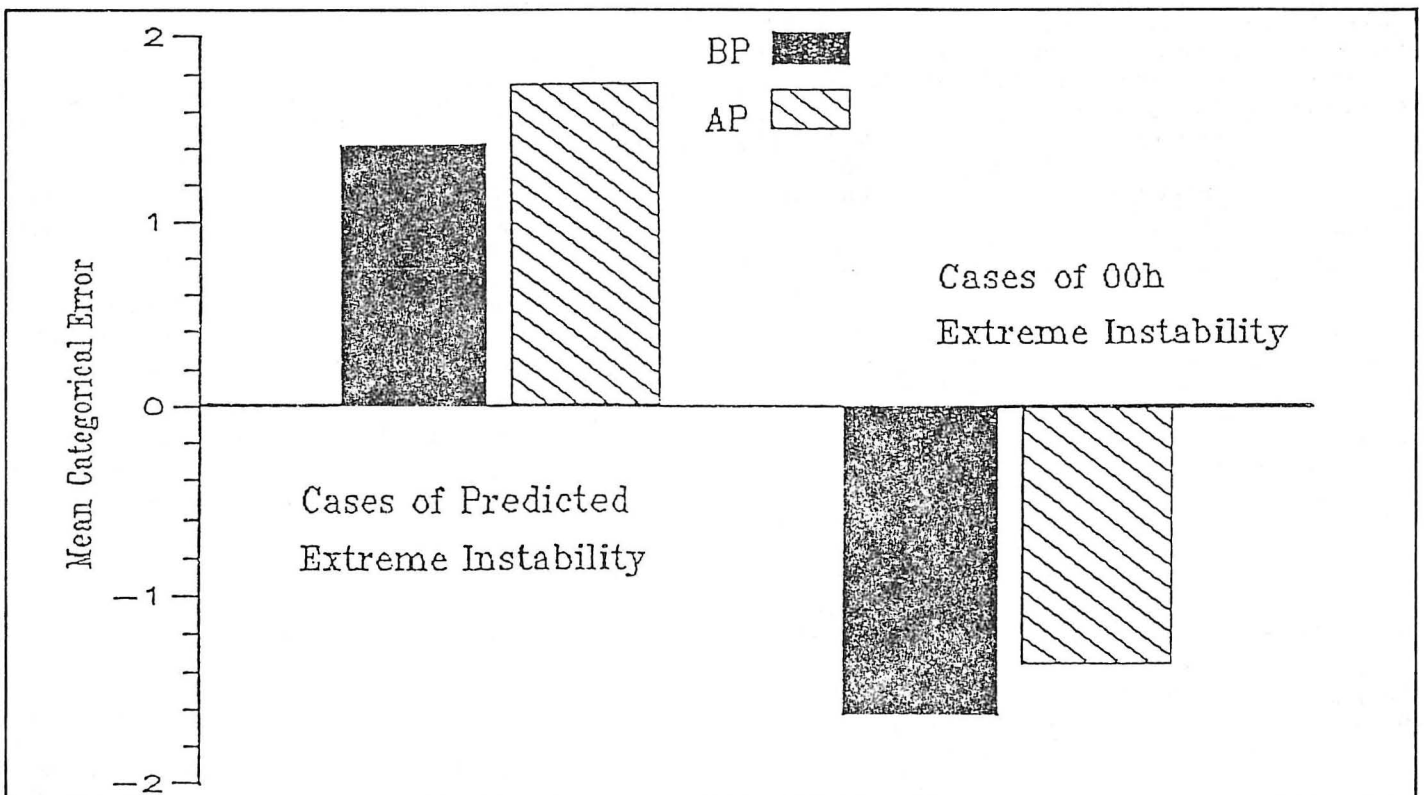 2
1
0
−1
−2
Mean Categorical Error
BP
AP
Cases of 00h
Extreme Instability
Cases of Predicted
Extreme Instability